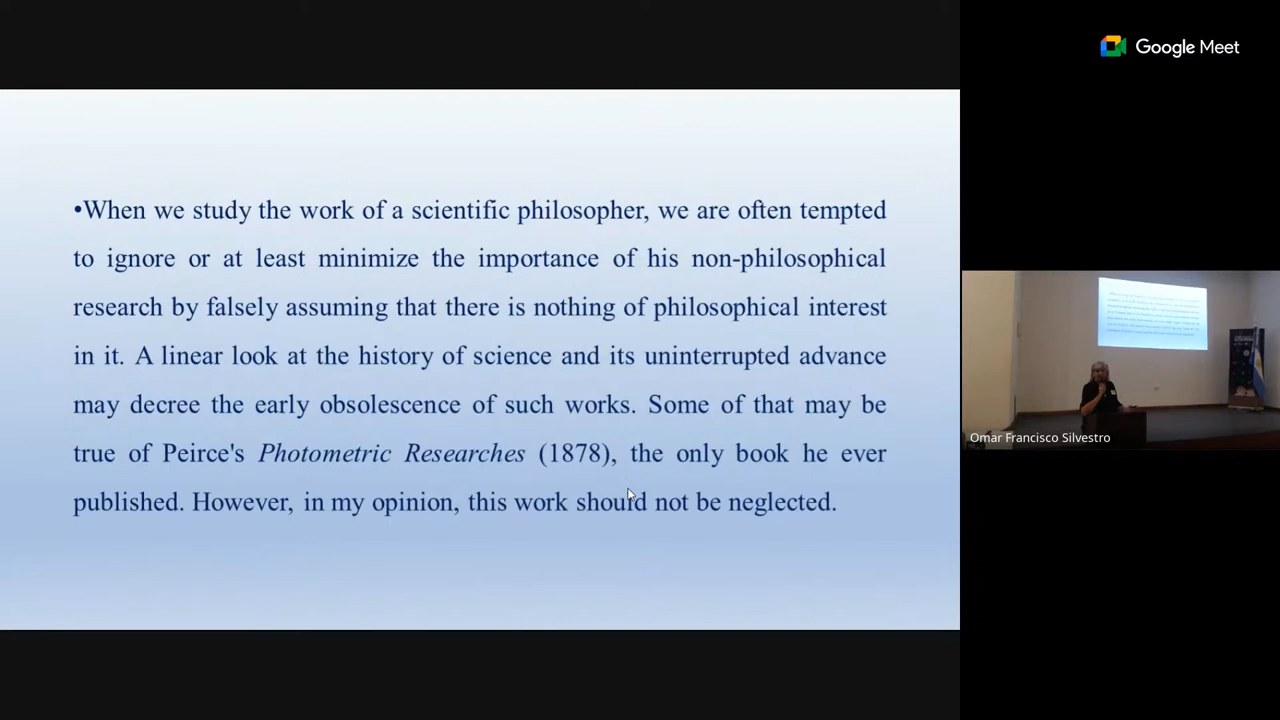 Google Meet
•When we study the work of a scientific philosopher, we are often tempted
to ignore or at least minimize the importance of his non-philosophical
research by falsely assuming that there is nothing of philosophical interest
in it. A linear look at the history of science and its uninterrupted advance
may decree the early obsolescence of such works. Some of that may be
true of Peirce's Photometric Researches (1878), the only book he ever
published. However, in my opinion, this work should not be neglected.
Omar Francisco Silvestro